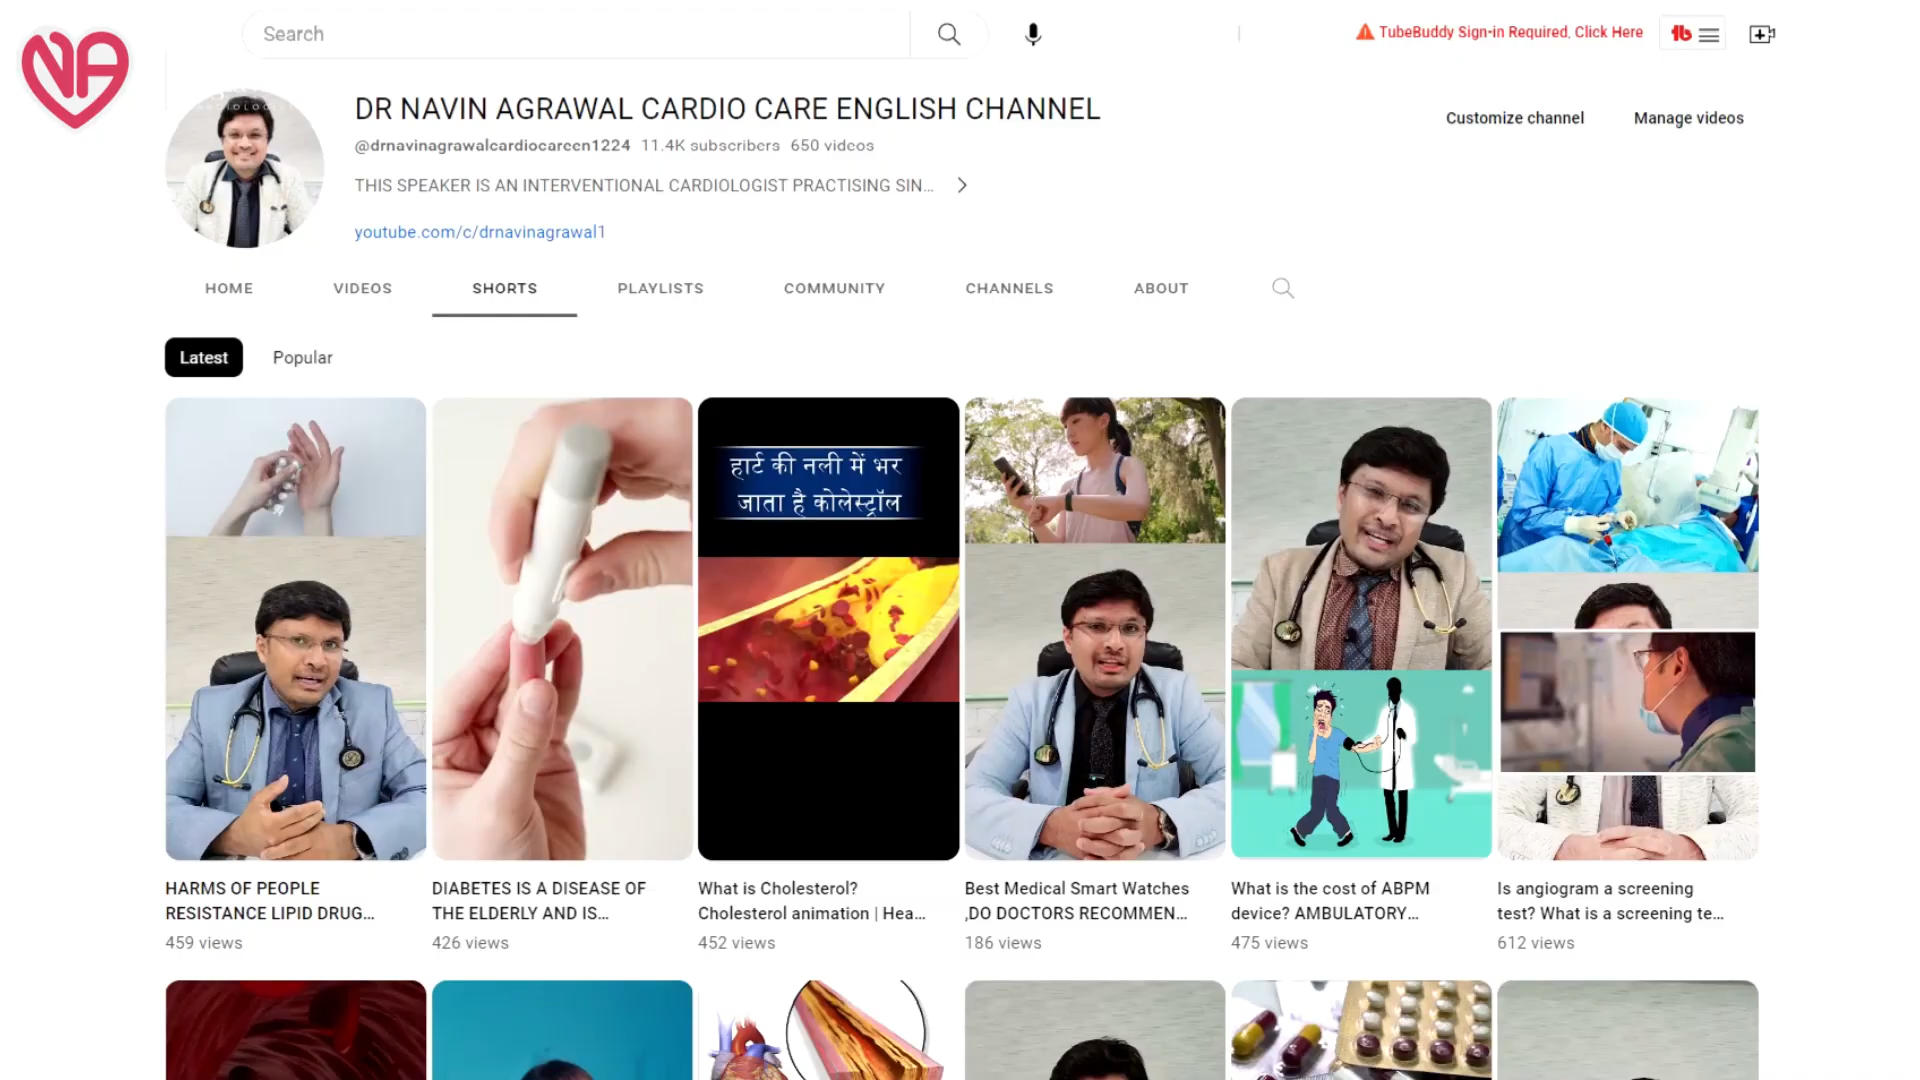 NA
Search
TubeBuddy Sign-in Required, Click Here
tb
DR NAVIN AGRAWAL CARDIO CARE ENGLISH CHANNEL
Customize channel
Manage videos
@drnavinagrawalcardiocareen1224 11.4K subscribers 650 videos
THIS SPEAKER IS AN INTERVENTIONAL CARDIOLOGIST PRACTISING SIN...
youtube.com/c/drnavinagrawal1
HOME VIDEOS SHORTS PLAYLISTS COMMUNITY CHANNELS ABOUT
Latest Popular
हार्ट की नली में भर
जाता है कोलेस्ट्रॉल
HARMS OF PEOPLE
RESISTANCE LIPID DRUG...
459 views
DIABETES IS A DISEASE OF
THE ELDERLY AND IS...
426 views
What is Cholesterol?
Cholesterol animation | Hea...
452 views
Best Medical Smart Watches
,DO DOCTORS RECOMMEN...
186 views
What is the cost of ABPM
device? AMBULATORY...
475 views
Is angiogram a screening
test? What is a screening te...
612 views